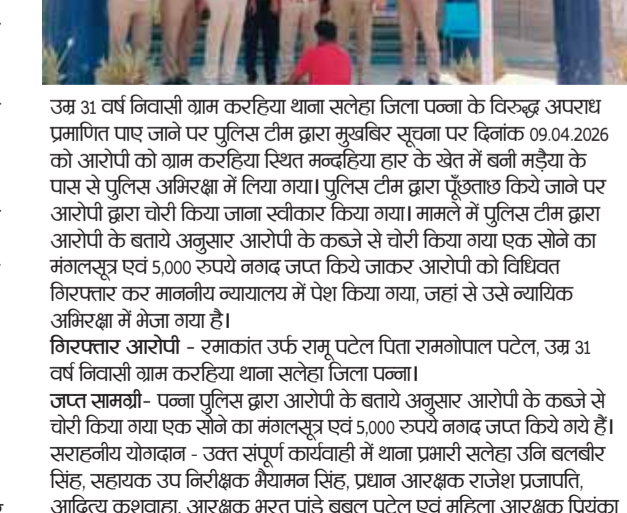 उम्र 31 वर्ष निवासी ग्राम करहिया थाना सलेहा जिला पन्ना के विरुद्ध अपराध
प्रमाणित पाए जाने पर पुलिस टीम द्वारा मुखबिर सूचना पर दिनांक 09.04.2026
को आरोपी को ग्राम करहिया स्थित मन्दहिया हार के खेत में बनी मड़ैया के
पास से पुलिस अभिरक्षा में लिया गया। पुलिस टीम द्वारा पूँछताछ किये जाने पर
आरोपी द्वारा चोरी किया जाना स्वीकार किया गया। मामले में पुलिस टीम द्वारा
आरोपी के बताये अनुसार आरोपी के कब्जे से चोरी किया गया एक सोने का
मंगलसूत्र एवं 5,000 रुपये नगद जप्त किये जाकर आरोपी को विधिवत
गिरफ्तार कर माननीय न्यायालय में पेश किया गया, जहां से उसे न्यायिक
अभिरक्षा में भेजा गया है।
गिरफ्तार आरोपी - रमाकांत उर्फ रामू पटेल पिता रामगोपाल पटेल, उम्र 31
वर्ष निवासी ग्राम करहिया थाना सलेहा जिला पन्ना।
जप्त सामग्री- पन्ना पुलिस द्वारा आरोपी के बताये अनुसार आरोपी के कब्जे से
चोरी किया गया एक सोने का मंगलसूत्र एवं 5,000 रुपये नगद जप्त किये गये हैं।
सराहनीय योगदान - उक्त संपूर्ण कार्यवाही में थाना प्रभारी सलेहा उनि बलबीर
सिंह, सहायक उप निरीक्षक भैयामन सिंह, प्रधान आरक्षक राजेश प्रजापति,
आदित्य कुशवाहा, आरक्षक भरत पांडे बबलू पटेल एवं महिला आरक्षक प्रियंका